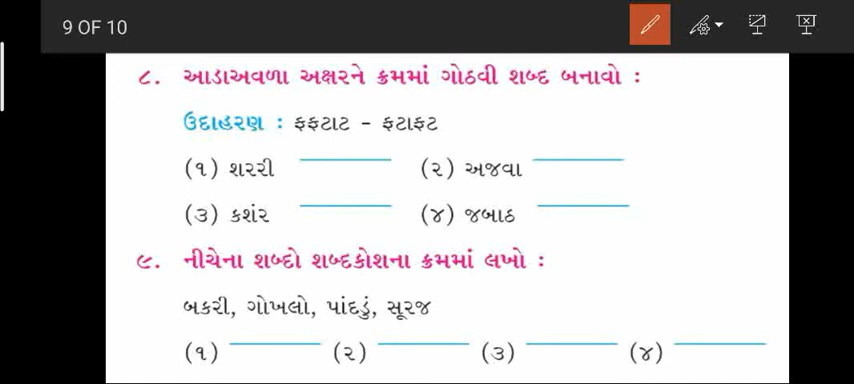 9 OF 10
૮. આડાઅવળા અક્ષરને ક્રમમાં ગોઠવી શબ્દ બનાવો :
ઉદાહરણ : ફફટાટ - ફટાફટ
(૧) શરરી (૨) અજવા
(૩) કશંર (૪) જબાઠ
૯. નીચેના શબ્દો શબ્દકોશના ક્રમમાં લખો :
બકરી, ગોખલો, પાંદડું, સૂરજ
(૧) (૨) (૩) (૪)